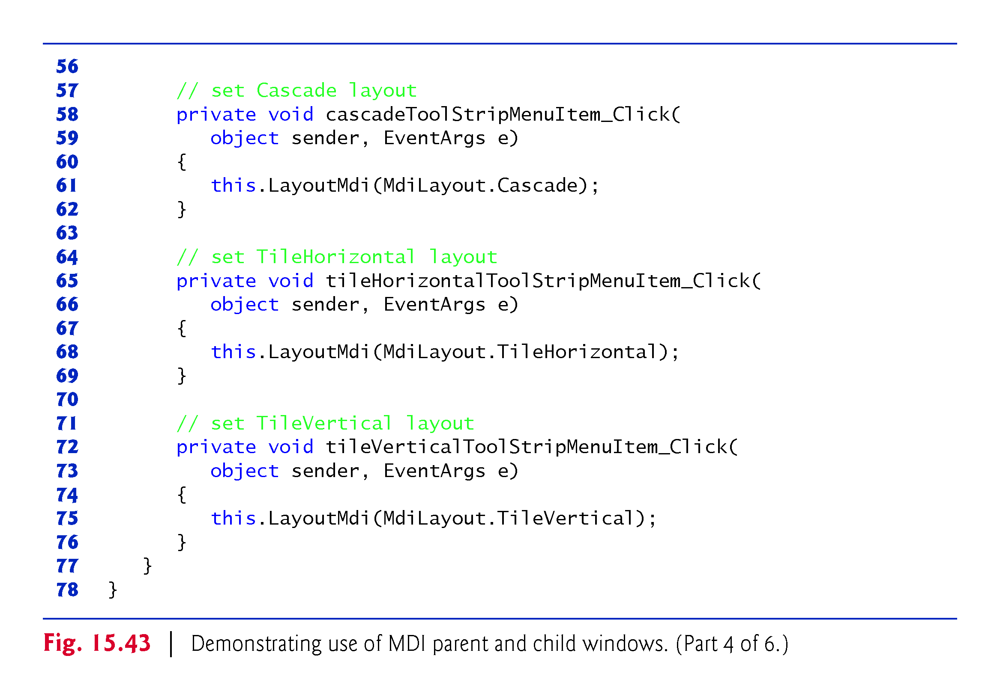 56
57 // set Cascade layout
58 private void cascadeToolStripMenuItem_Click(
59 object sender, EventArgs e)
60 {
61 this.LayoutMdi(MdiLayout.Cascade);
62 }
63
64 // set TileHorizontal layout
65 private void tileHorizontalToolStripMenuItem_Click(
66 object sender, EventArgs e)
67 {
68 this.LayoutMdi(MdiLayout.TileHorizontal);
69 }
70
71 // set TileVertical layout
72 private void tileVerticalToolStripMenuItem_Click(
73 object sender, EventArgs e)
74 {
75 this.LayoutMdi(MdiLayout.TileVertical);
76 }
77 }
78 }
Fig. 15.43 | Demonstrating use of MDI parent and child windows. (Part 4 of 6.)